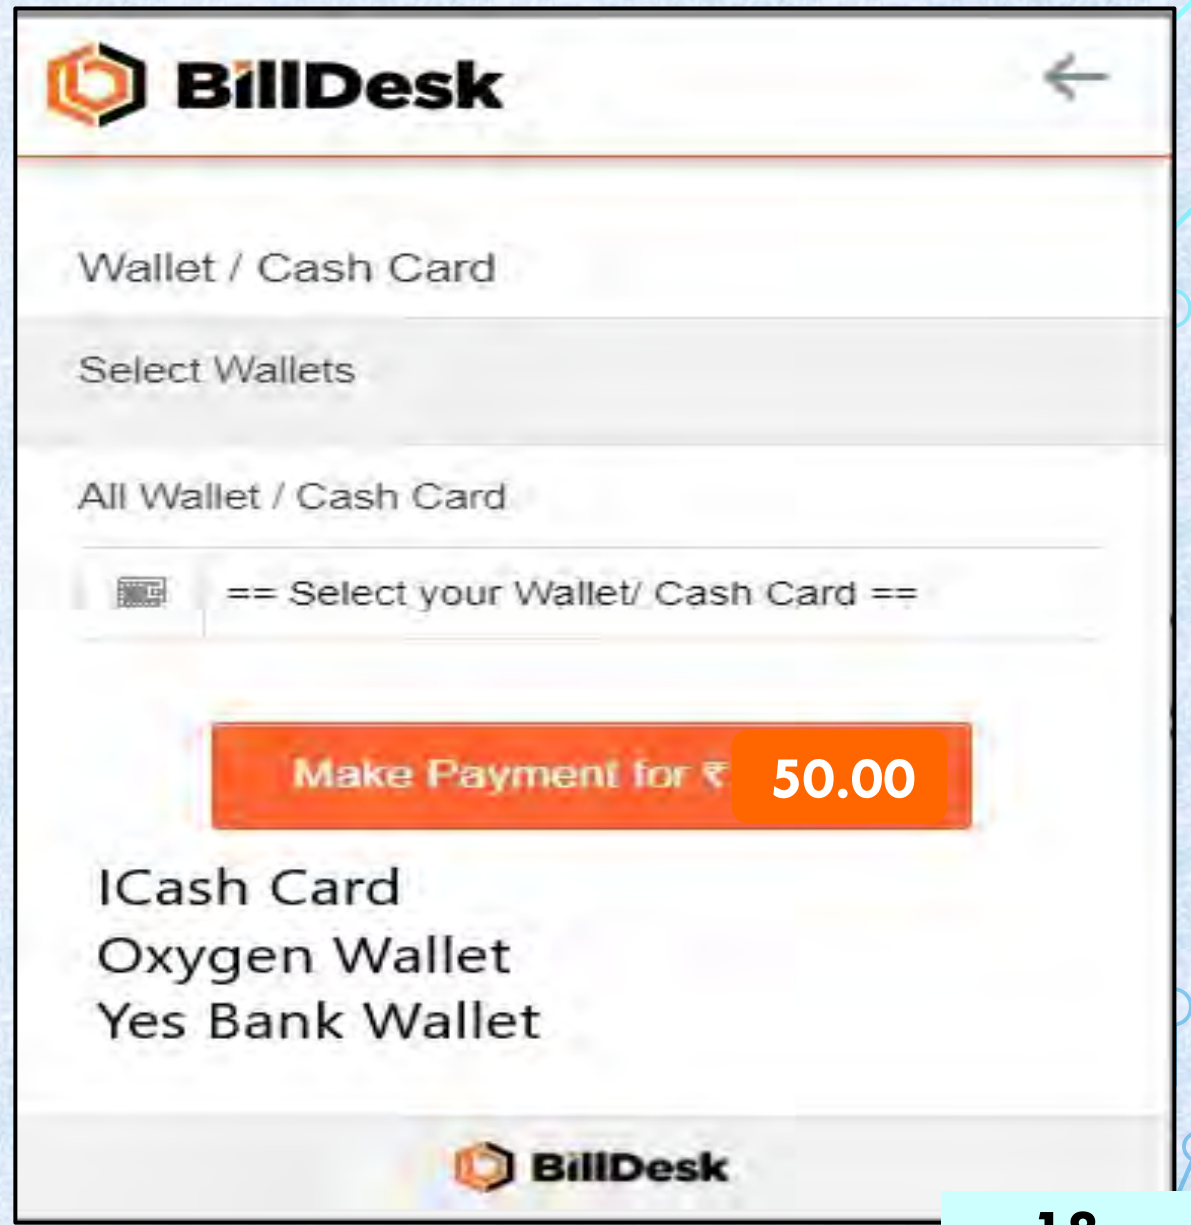 BillDesk
Wallet / Cash Card
Select Wallets
All Wallet / Cash Card
== Select your Wallet/ Cash Card ==
Make Payment for ₹ 50.00
ICash Card
Oxygen Wallet
Yes Bank Wallet
BillDesk
18